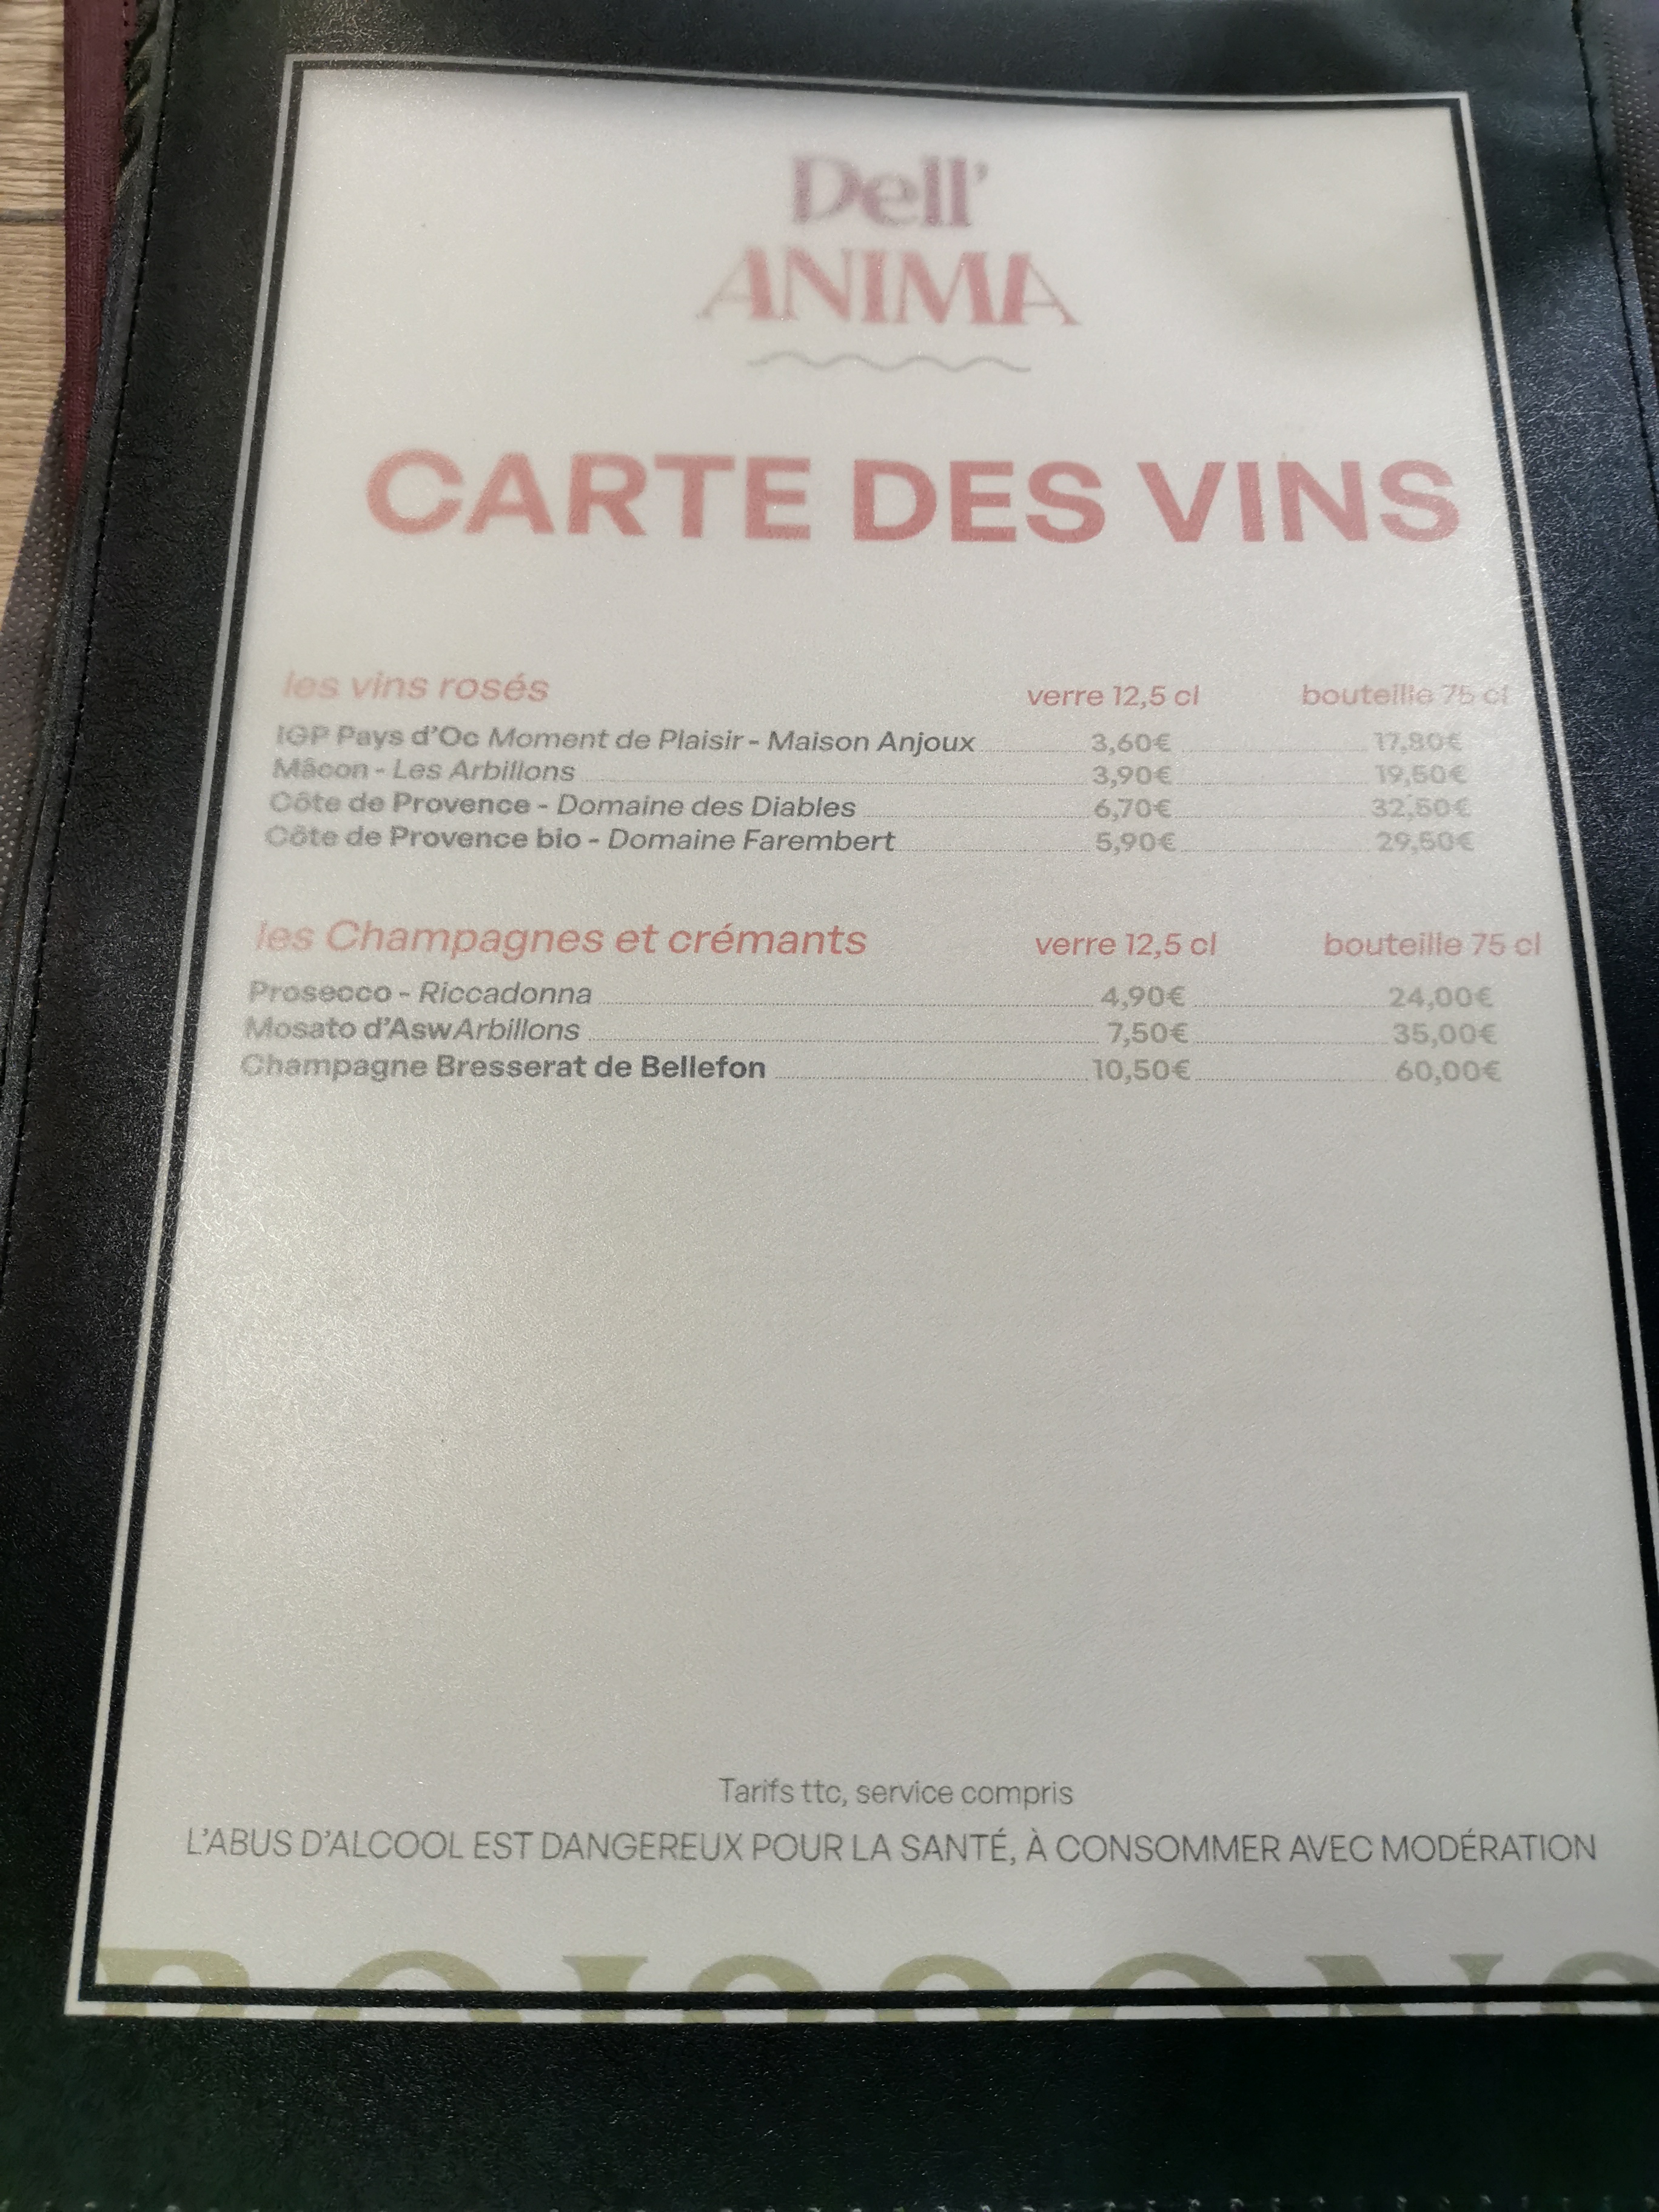 Dell'
ANIMA
CARTE DES VINS
les vins rosés verre 12,5 cl bouteille 75 cl
IGP Pays d'Oc Moment de Plaisir - Maison Anjoux 3,60€ 17,80€
Mâcon - Les Arbillons 3,90€ 19,50€
Côte de Provence - Domaine des Diables 6,70€ 32,50€
Côte de Provence bio - Domaine Farembert 5,90€ 29,50€
les Champagnes et crémants verre 12,5 cl bouteille 75 cl
Prosecco - Riccadonna 4,90€ 24,00€
Mosato d'AswArbillons 7,50€ 35,00€
Champagne Bresserat de Bellefon 10,50€ 60,00€
Tarifs ttc, service compris
L'ABUS D'ALCOOL EST DANGEREUX POUR LA SANTÉ, À CONSOMMER AVEC MODÉRATION
BOISSONS